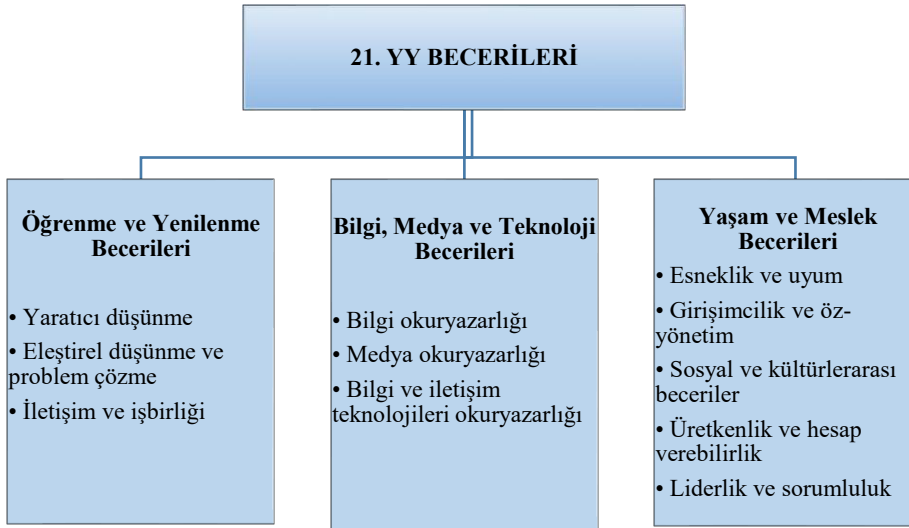 21. YY BECERİLERİ
Öğrenme ve Yenilenme
Becerileri
• Yaratıcı düşünme
• Eleştirel düşünme ve
problem çözme
• İletişim ve işbirliği
Bilgi, Medya ve Teknoloji
Becerileri
• Bilgi okuryazarlığı
• Medya okuryazarlığı
• Bilgi ve iletişim
teknolojileri okuryazarlığı
Yaşam ve Meslek
Becerileri
• Esneklik ve uyum
• Girişimcilik ve öz-
yönetim
• Sosyal ve kültürlerarası
beceriler
• Üretkenlik ve hesap
verebilirlik
• Liderlik ve sorumluluk